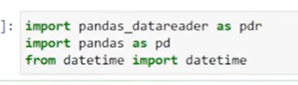 ]: import pandas_datareader as pdr
import pandas as pd
from datetime import datetime